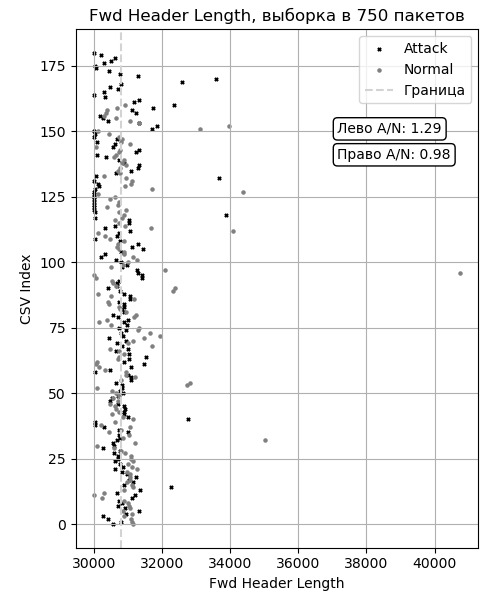 Fwd Header Length, выборка в 750 пакетов
Attack
Normal
Граница
Лево A/N: 1.29
Право A/N: 0.98
175
150
125
100
75
50
25
0
CSV Index
30000 32000 34000 36000 38000 40000
Fwd Header Length